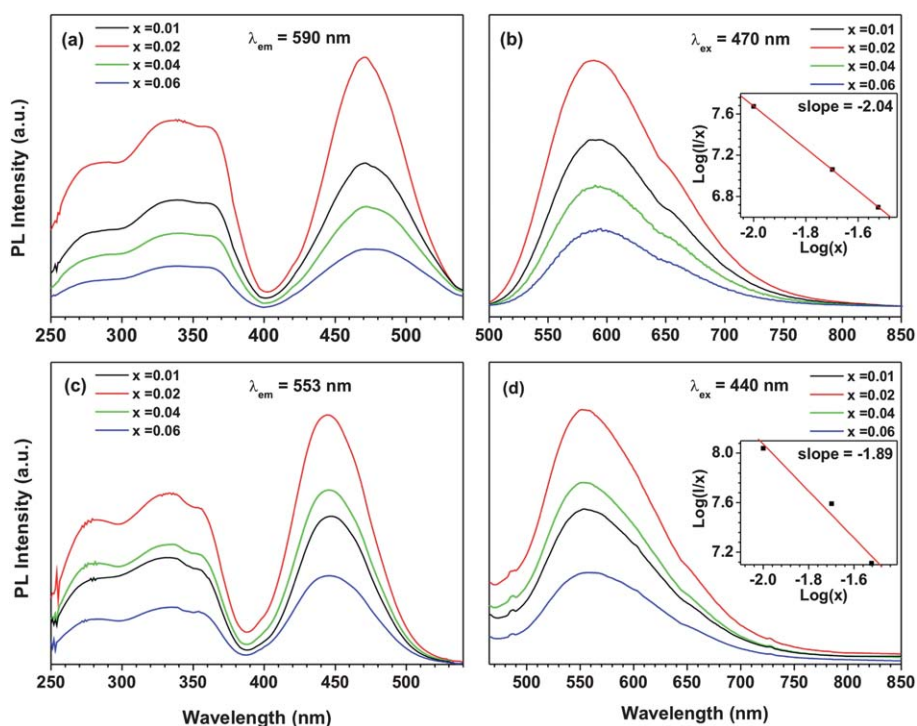 (a)
x =0.01
x =0.02
x =0.04
x =0.06
λem = 590 nm
PL Intensity (a.u.)
250 300 350 400 450 500
(b)
λex = 470 nm
x =0.01
x =0.02
x =0.04
x =0.06
slope = -2.04
Log(I/x)
7.6
7.2
6.8
-2.0 -1.8 -1.6
Log(x)
500 550 600 650 700 750 800 850
(c)
x =0.01
x =0.02
x =0.04
x =0.06
λem = 553 nm
PL Intensity (a.u.)
250 300 350 400 450 500
Wavelength (nm)
(d)
λex = 440 nm
x =0.01
x =0.02
x =0.04
x =0.06
slope = -1.89
Log(I/x)
8.0
7.6
7.2
-2.0 -1.8 -1.6
Log(x)
500 550 600 650 700 750 800 850
Wavelength (nm)